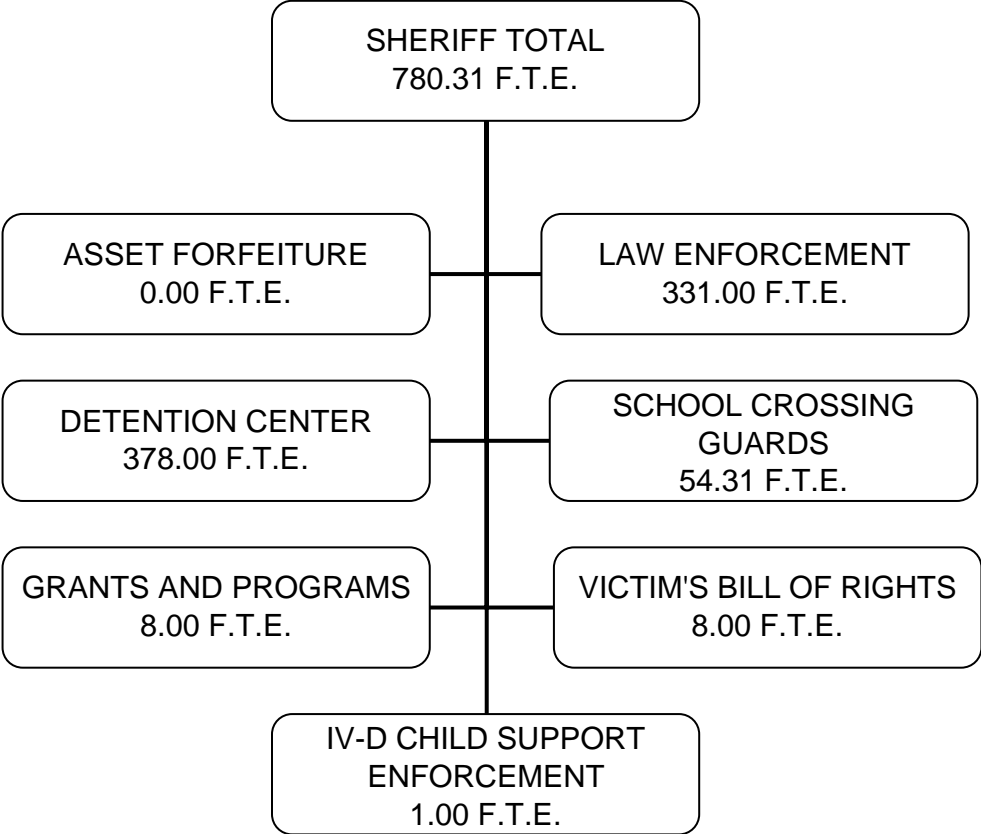 SHERIFF TOTAL
780.31 F.T.E.
ASSET FORFEITURE
0.00 F.T.E.
LAW ENFORCEMENT
331.00 F.T.E.
DETENTION CENTER
378.00 F.T.E.
SCHOOL CROSSING
GUARDS
54.31 F.T.E.
GRANTS AND PROGRAMS
8.00 F.T.E.
VICTIM'S BILL OF RIGHTS
8.00 F.T.E.
IV-D CHILD SUPPORT
ENFORCEMENT
1.00 F.T.E.